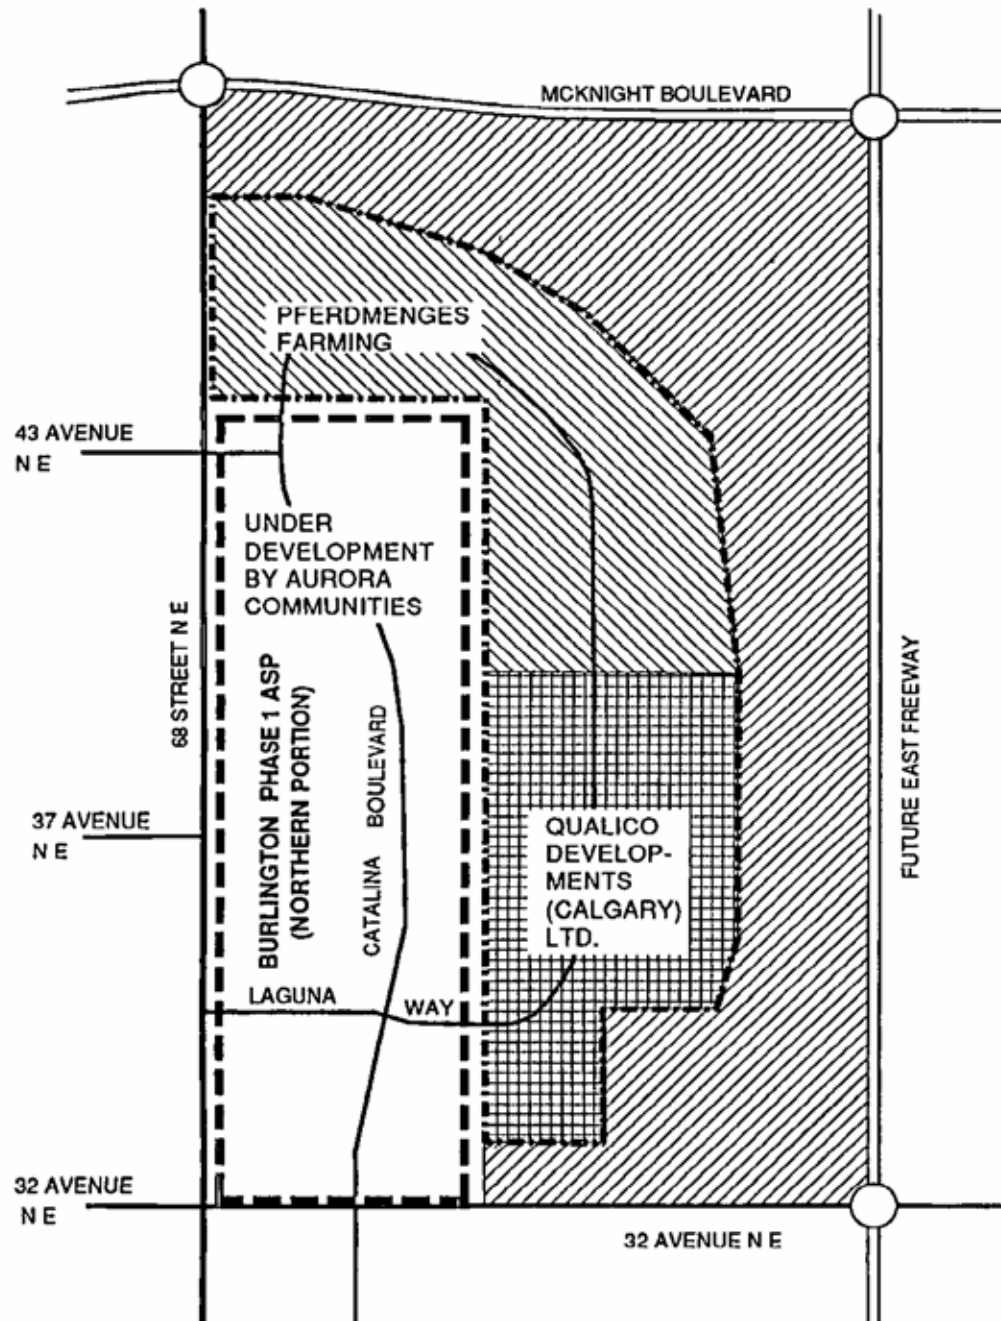 MCKNIGHT BOULEVARD
PFERDMENGES
FARMING
43 AVENUE
N E
UNDER
DEVELOPMENT
BY AURORA
COMMUNITIES
68 STREET N E
BURLINGTON PHASE 1 ASP
(NORTHERN PORTION)
CATALINA BOULEVARD
FUTURE EAST FREEWAY
37 AVENUE
N E
QUALICO
DEVELOP-
MENTS
(CALGARY)
LTD.
LAGUNA WAY
32 AVENUE
N E
32 AVENUE N E